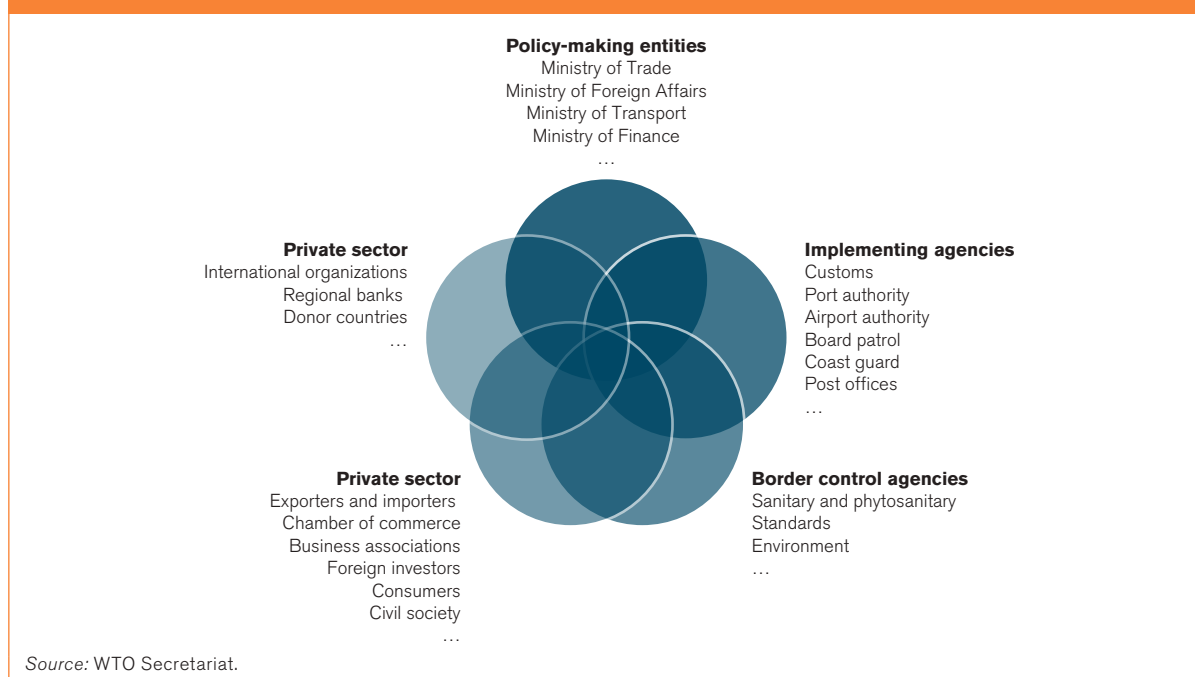 Policy-making entities
Ministry of Trade
Ministry of Foreign Affairs
Ministry of Transport
Ministry of Finance
…
Private sector
International organizations
Regional banks
Donor countries
…
Implementing agencies
Customs
Port authority
Airport authority
Board patrol
Coast guard
Post offices
…
Private sector
Exporters and importers
Chamber of commerce
Business associations
Foreign investors
Consumers
Civil society
…
Border control agencies
Sanitary and phytosanitary
Standards
Environment
…
Source: WTO Secretariat.